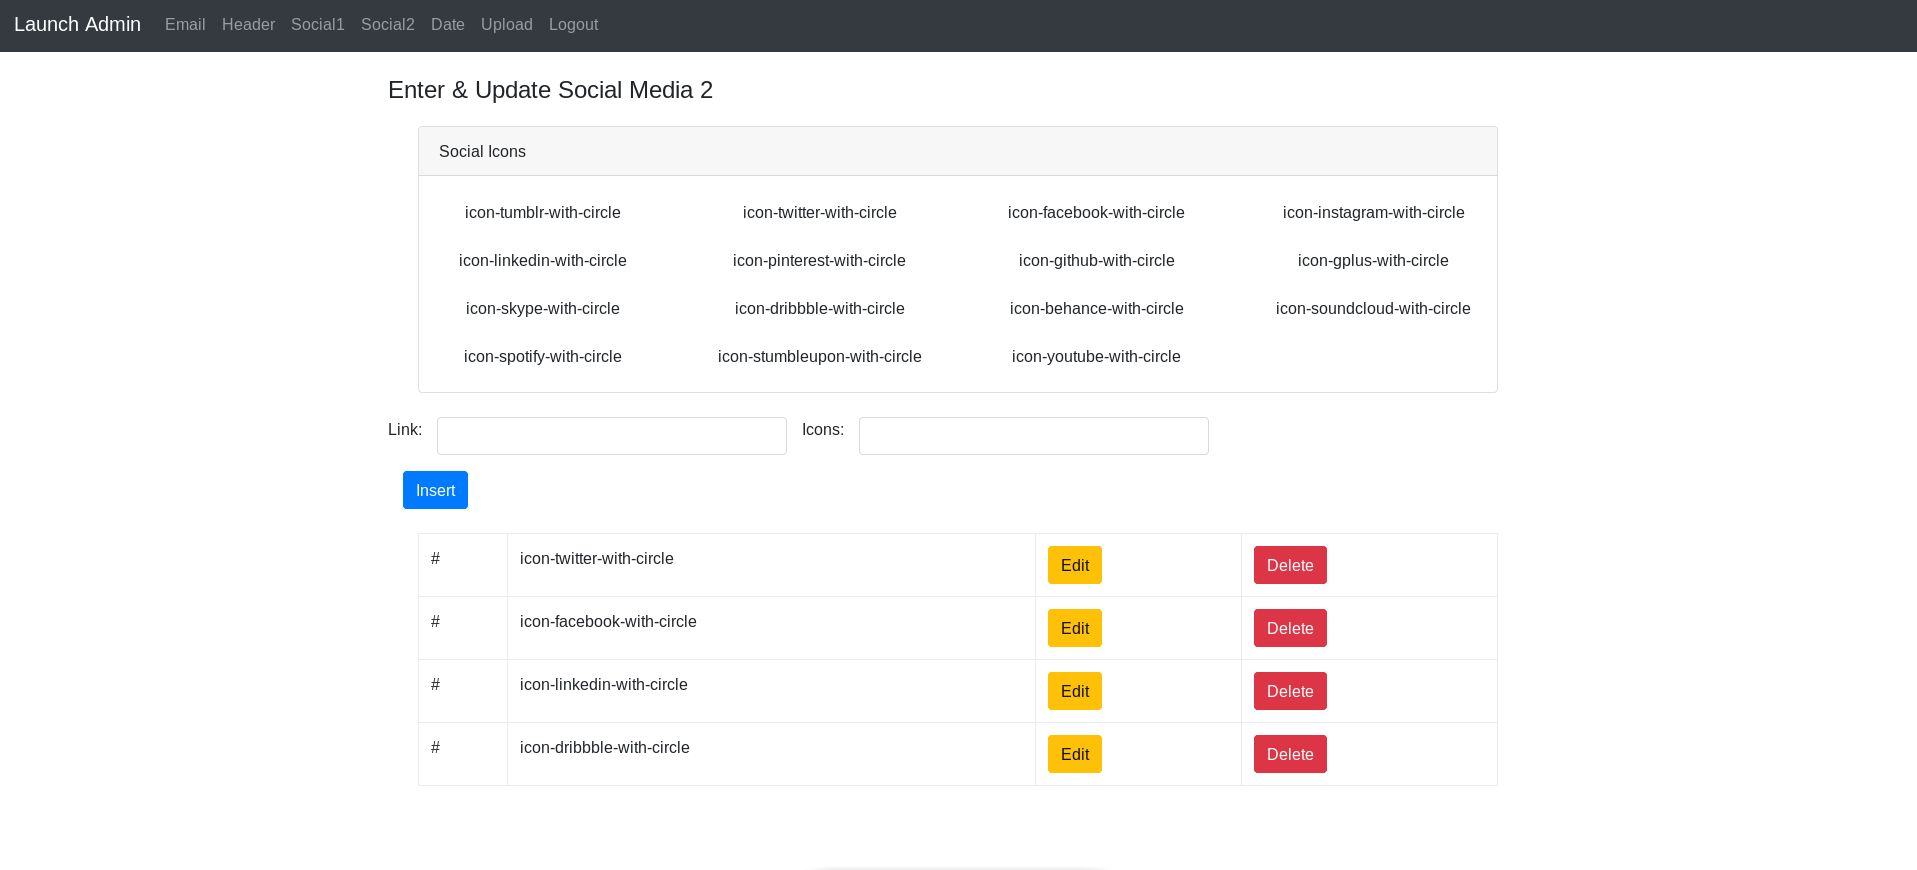 Launch Admin Email Header Social1 Social2 Date Upload Logout
Enter & Update Social Media 2
Social Icons
icon-tumblr-with-circle icon-twitter-with-circle icon-facebook-with-circle icon-instagram-with-circle
icon-linkedin-with-circle icon-pinterest-with-circle icon-github-with-circle icon-gplus-with-circle
icon-skype-with-circle icon-dribbble-with-circle icon-behance-with-circle icon-soundcloud-with-circle
icon-spotify-with-circle icon-stumbleupon-with-circle icon-youtube-with-circle
Link: Icons:
Insert
# icon-twitter-with-circle Edit Delete
# icon-facebook-with-circle Edit Delete
# icon-linkedin-with-circle Edit Delete
# icon-dribbble-with-circle Edit Delete